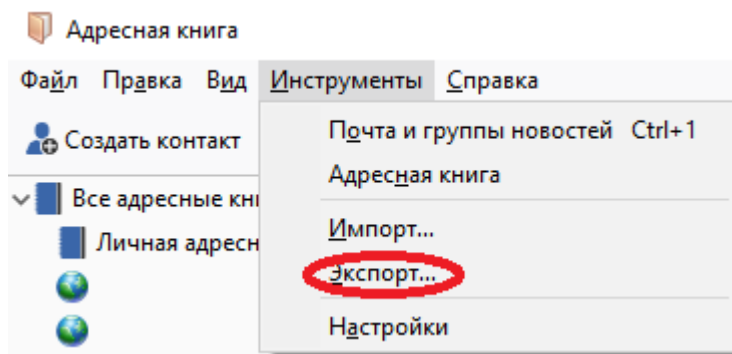 Адресная книга
Файл Правка Вид Инструменты Справка
Создать контакт
Почта и группы новостей Ctrl+1
Адресная книга
Все адресные кни
Личная адресн
Импорт...
Экспорт...
Настройки